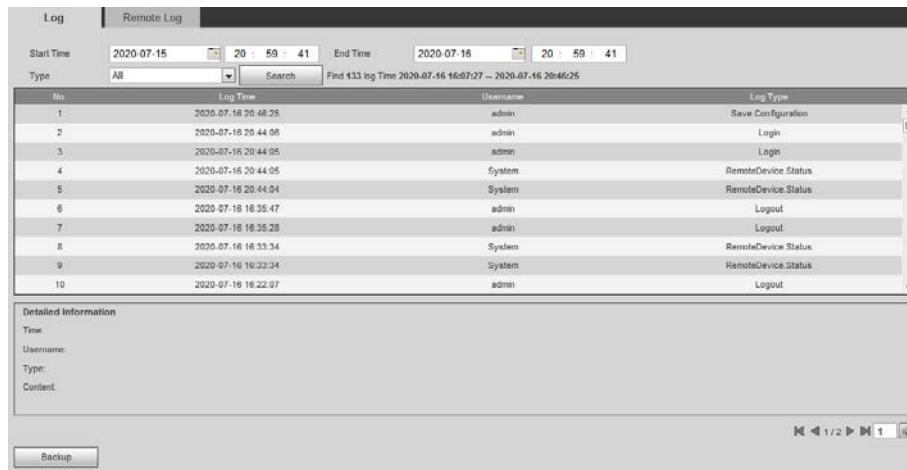 Log Remote Log
Start Time 2020-07-15 20 : 59 : 41 End Time 2020-07-16 20 : 59 : 41
Type All Search Find 133 log Time 2020-07-16 16:07:27 -- 2020-07-16 20:46:25
No. Log Time Username Log Type
1 2020-07-16 20:46:25 admin Save Configuration
2 2020-07-16 20:44:06 admin Login
3 2020-07-16 20:44:05 admin Login
4 2020-07-16 20:44:05 System RemoteDevice.Status
5 2020-07-16 20:44:04 System RemoteDevice.Status
6 2020-07-16 16:35:47 admin Logout
7 2020-07-16 16:35:28 admin Logout
8 2020-07-16 16:33:34 System RemoteDevice.Status
9 2020-07-16 16:33:34 System RemoteDevice.Status
10 2020-07-16 16:22:07 admin Logout
Detailed Information
Time:
Username:
Type:
Content:
1 / 2 1
Backup